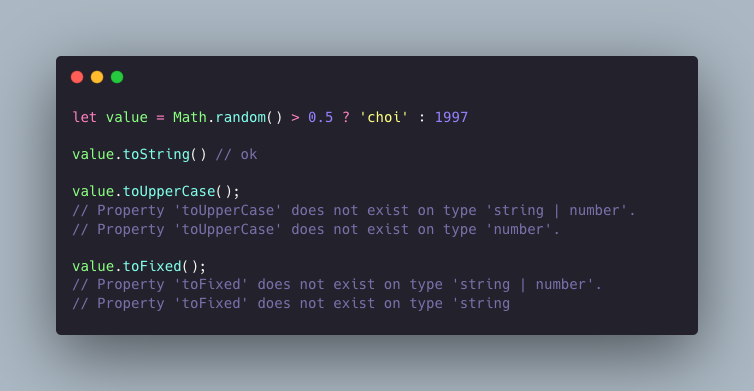 let value = Math.random() > 0.5 ? 'choi' : 1997
value.toString() // ok
value.toUpperCase();
// Property 'toUpperCase' does not exist on type 'string | number'.
// Property 'toUpperCase' does not exist on type 'number'.
value.toFixed();
// Property 'toFixed' does not exist on type 'string | number'.
// Property 'toFixed' does not exist on type 'string